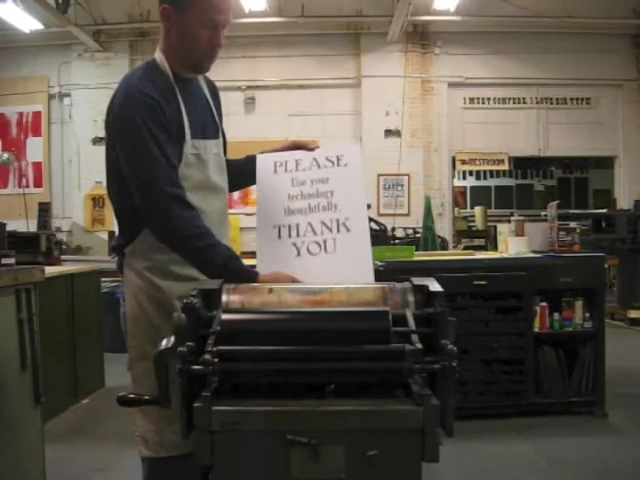 I MUST CONFESS, I LOVE BIG TYPE
RESTROOM
PLEASE
Use your
technology
thoughtfully.
THANK
YOU
10